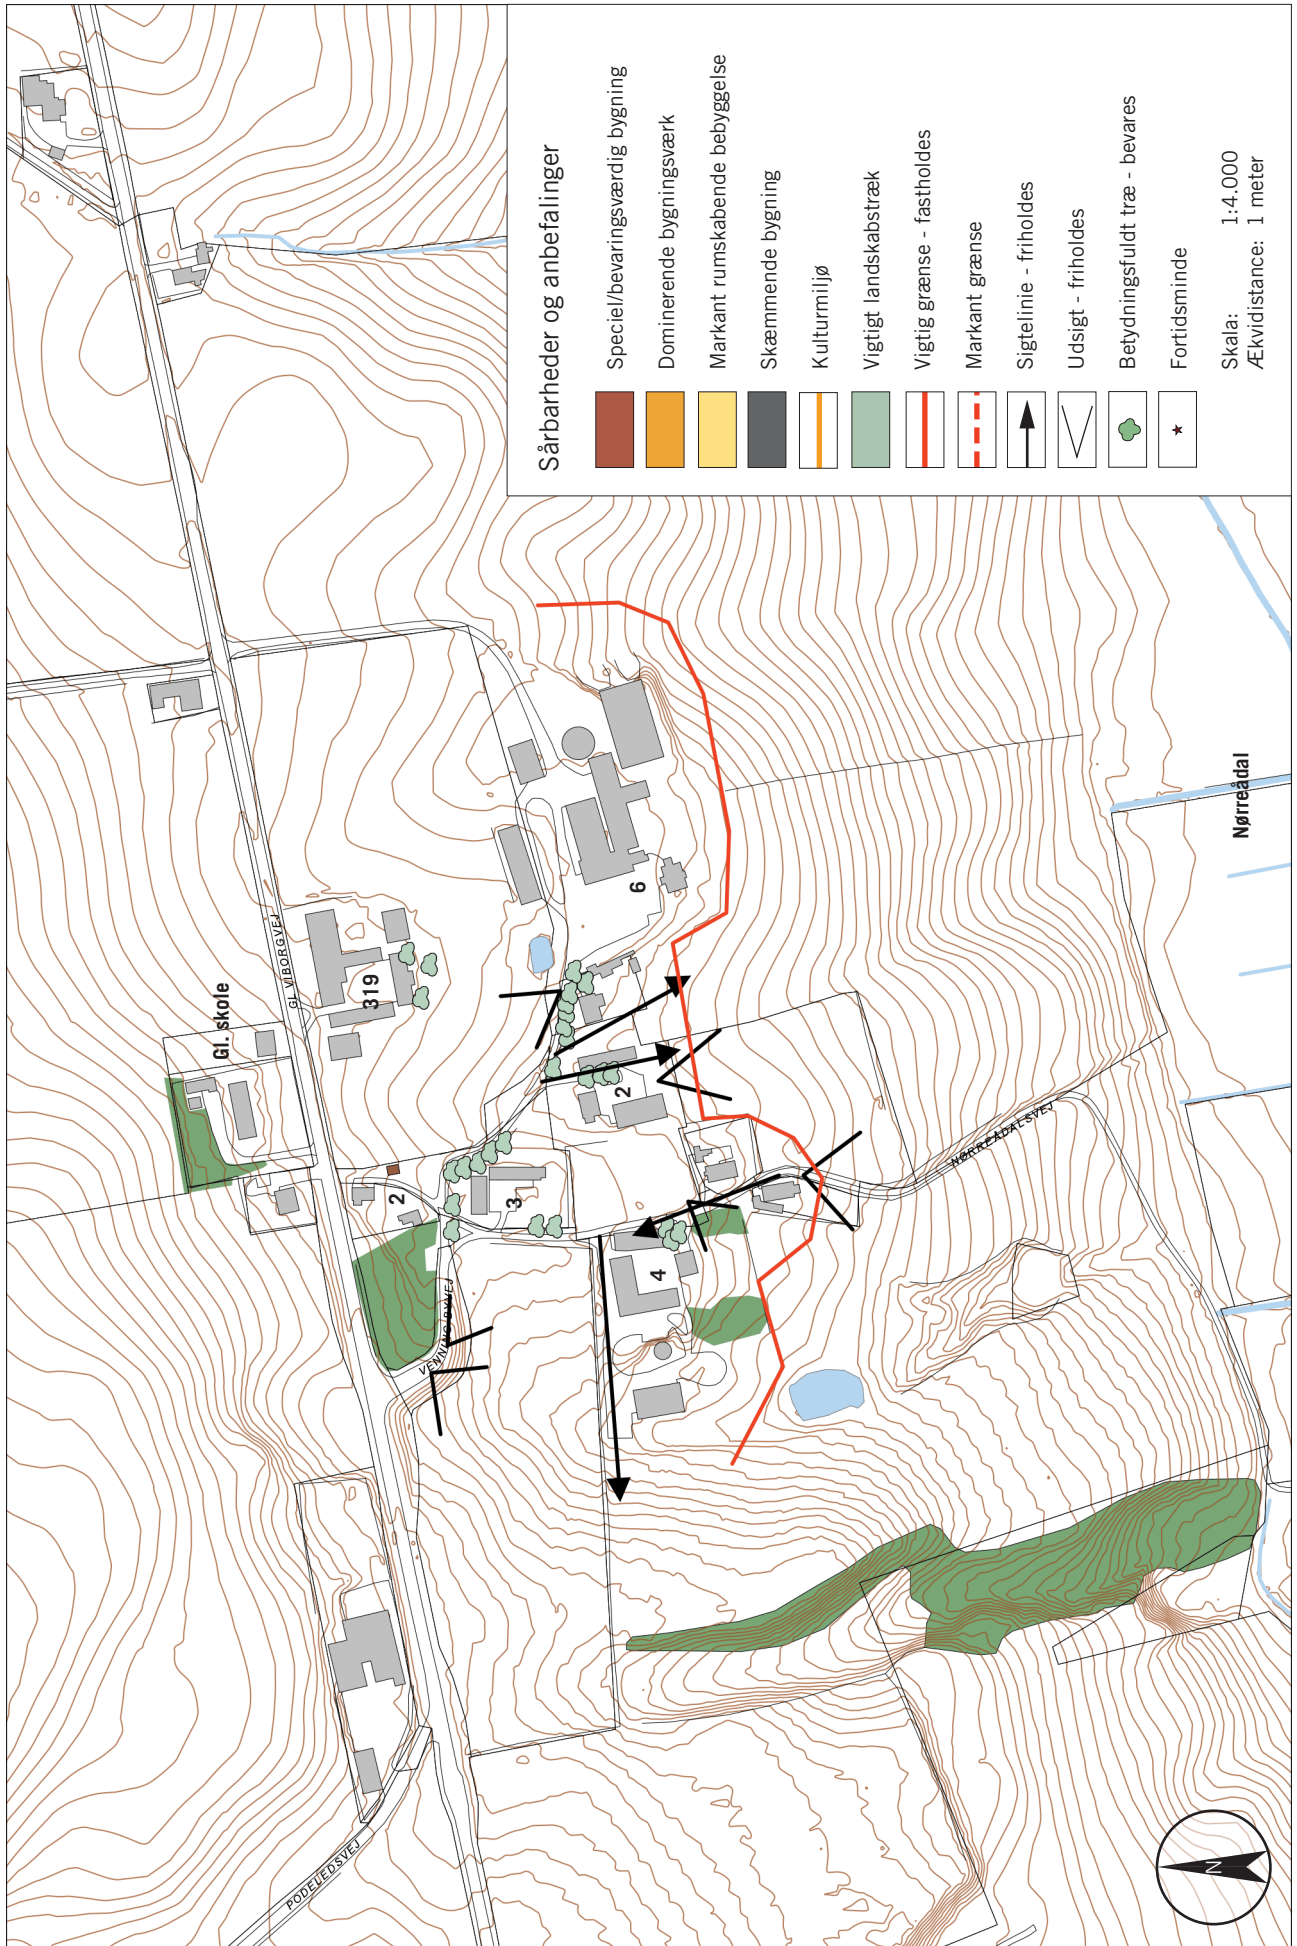 Sårbarheder og anbefalinger
Speciel/bevaringsværdig bygning
Dominerende bygningsværk
Markant rumskabende bebyggelse
Skæmmende bygning
Kulturmiljø
Vigtigt landskabstræk
Vigtig grænse - fastholdes
Markant grænse
Sigtelinie - friholdes
Udsigt - friholdes
Betydningsfuldt træ - bevares
Fortidsminde
Skala: 1:4.000
Ækvidistance: 1 meter
PODELEDSVEJ
VENNING BYVEJ
GL VIBORGVEJ
Gl. skole
319
2
3
2
4
6
NØRREÅDALSVEJ
Nørreådal
N